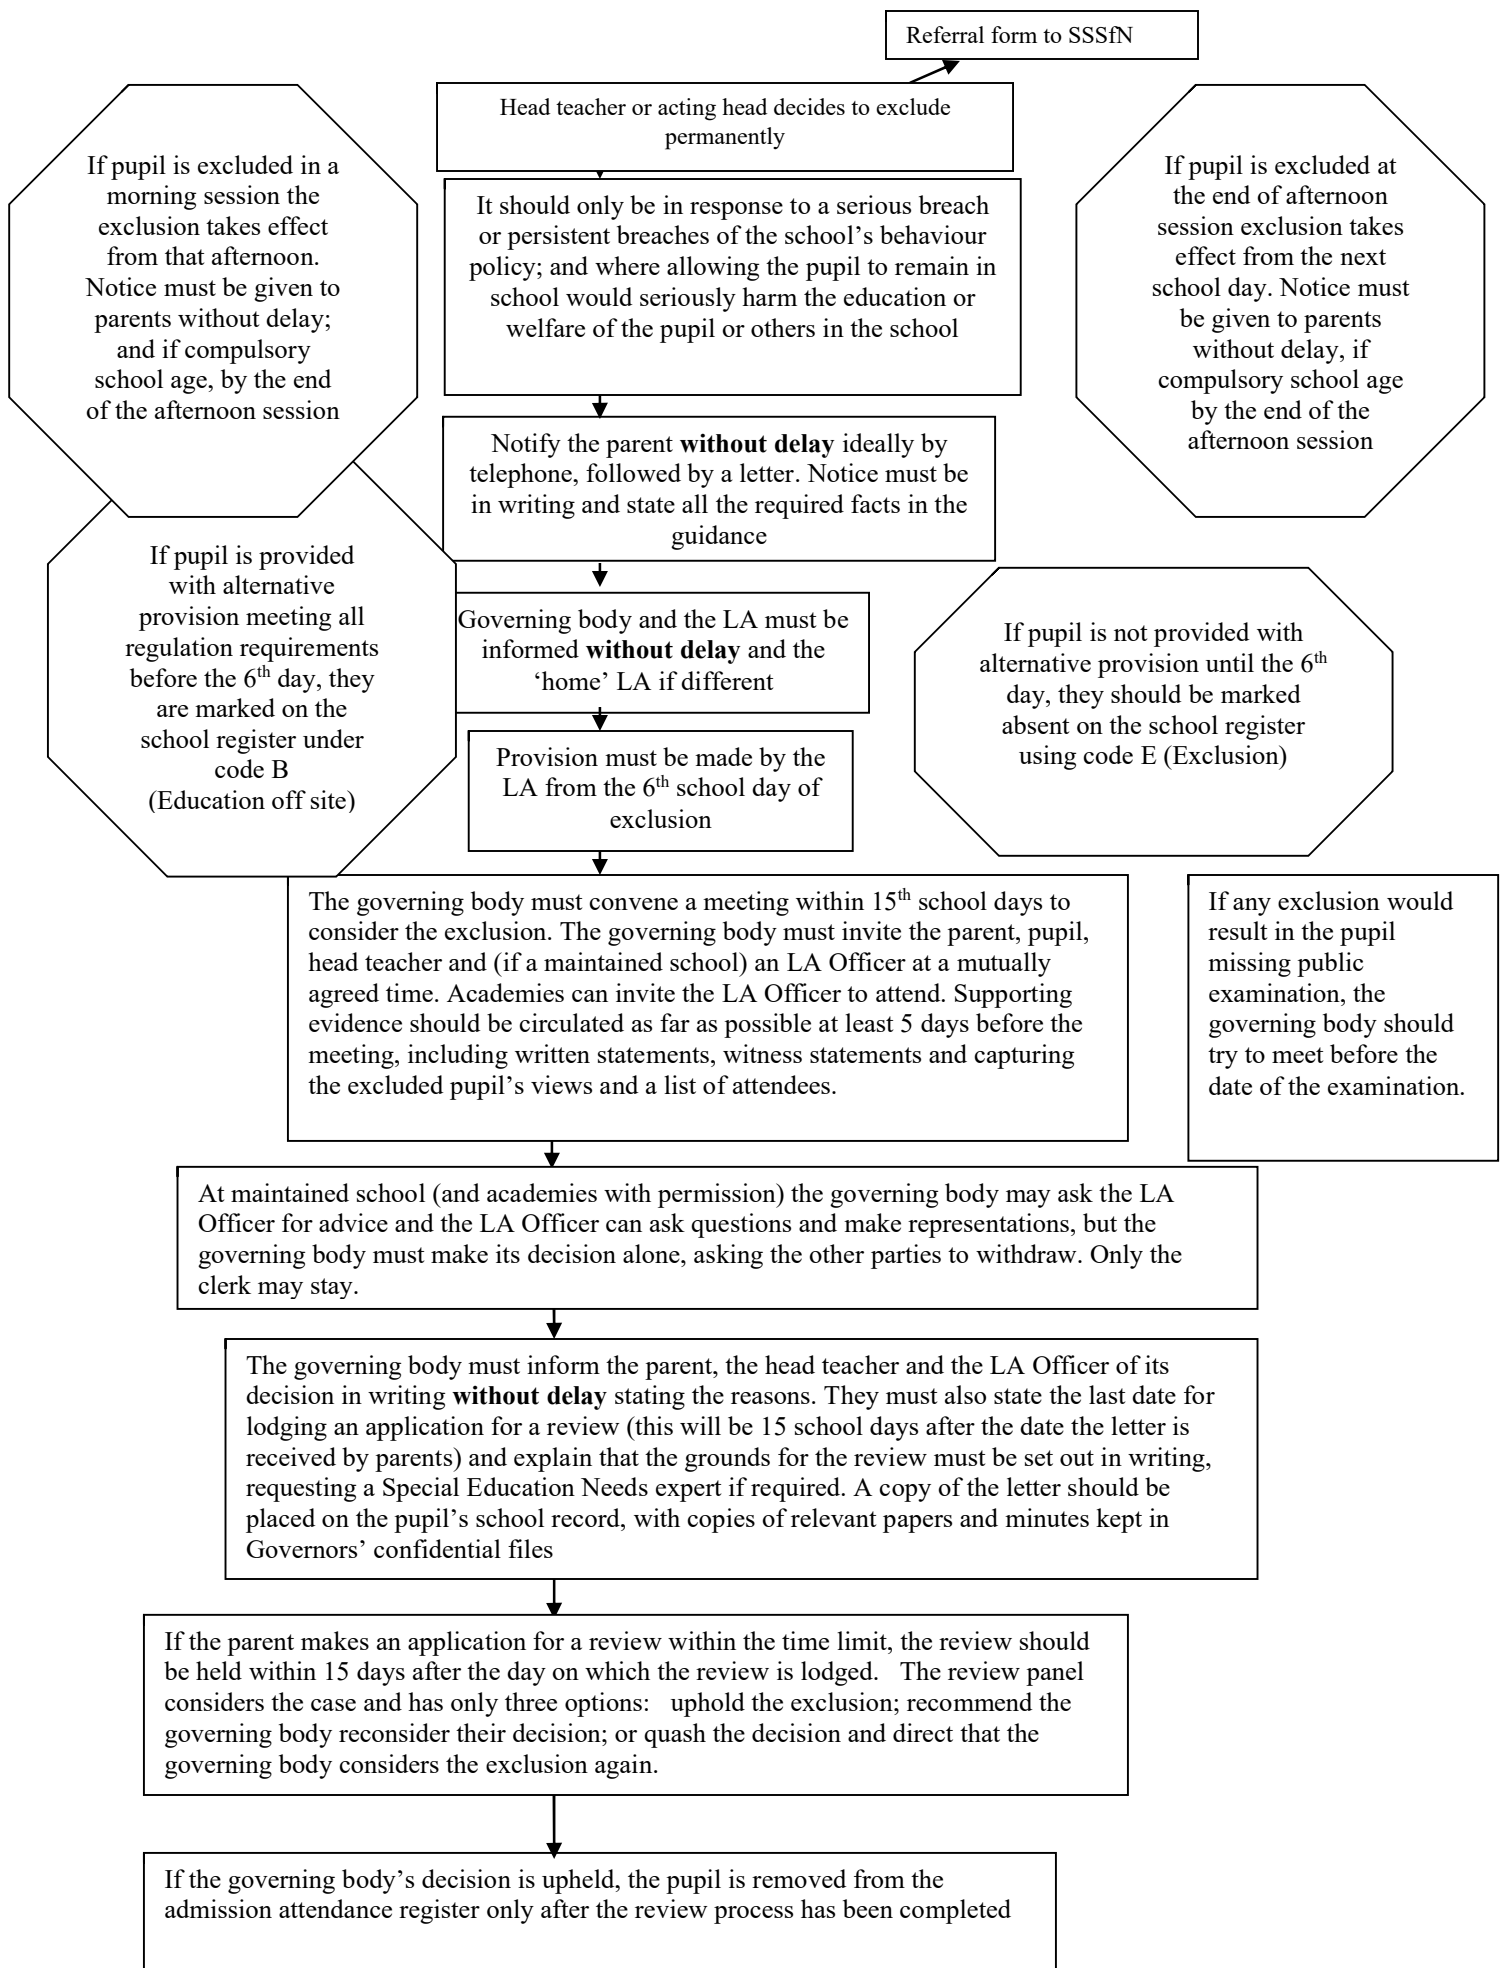 Referral form to SSSfN
Head teacher or acting head decides to exclude
permanently
If pupil is excluded in a
morning session the
exclusion takes effect
from that afternoon.
Notice must be given to
parents without delay;
and if compulsory
school age, by the end
of the afternoon session
It should only be in response to a serious breach
or persistent breaches of the school’s behaviour
policy; and where allowing the pupil to remain in
school would seriously harm the education or
welfare of the pupil or others in the school
If pupil is excluded at
the end of afternoon
session exclusion takes
effect from the next
school day. Notice must
be given to parents
without delay, if
compulsory school age
by the end of the
afternoon session
Notify the parent without delay ideally by
telephone, followed by a letter. Notice must be
in writing and state all the required facts in the
guidance
If pupil is provided
with alternative
provision meeting all
regulation requirements
before the 6th day, they
are marked on the
school register under
code B
(Education off site)
Governing body and the LA must be
informed without delay and the
‘home’ LA if different
If pupil is not provided with
alternative provision until the 6th
day, they should be marked
absent on the school register
using code E (Exclusion)
Provision must be made by the
LA from the 6th school day of
exclusion
The governing body must convene a meeting within 15th school days to
consider the exclusion. The governing body must invite the parent, pupil,
head teacher and (if a maintained school) an LA Officer at a mutually
agreed time. Academies can invite the LA Officer to attend. Supporting
evidence should be circulated as far as possible at least 5 days before the
meeting, including written statements, witness statements and capturing
the excluded pupil’s views and a list of attendees.
If any exclusion would
result in the pupil
missing public
examination, the
governing body should
try to meet before the
date of the examination.
At maintained school (and academies with permission) the governing body may ask the LA
Officer for advice and the LA Officer can ask questions and make representations, but the
governing body must make its decision alone, asking the other parties to withdraw. Only the
clerk may stay.
The governing body must inform the parent, the head teacher and the LA Officer of its
decision in writing without delay stating the reasons. They must also state the last date for
lodging an application for a review (this will be 15 school days after the date the letter is
received by parents) and explain that the grounds for the review must be set out in writing,
requesting a Special Education Needs expert if required. A copy of the letter should be
placed on the pupil’s school record, with copies of relevant papers and minutes kept in
Governors’ confidential files
If the parent makes an application for a review within the time limit, the review should
be held within 15 days after the day on which the review is lodged. The review panel
considers the case and has only three options: uphold the exclusion; recommend the
governing body reconsider their decision; or quash the decision and direct that the
governing body considers the exclusion again.
If the governing body’s decision is upheld, the pupil is removed from the
admission attendance register only after the review process has been completed